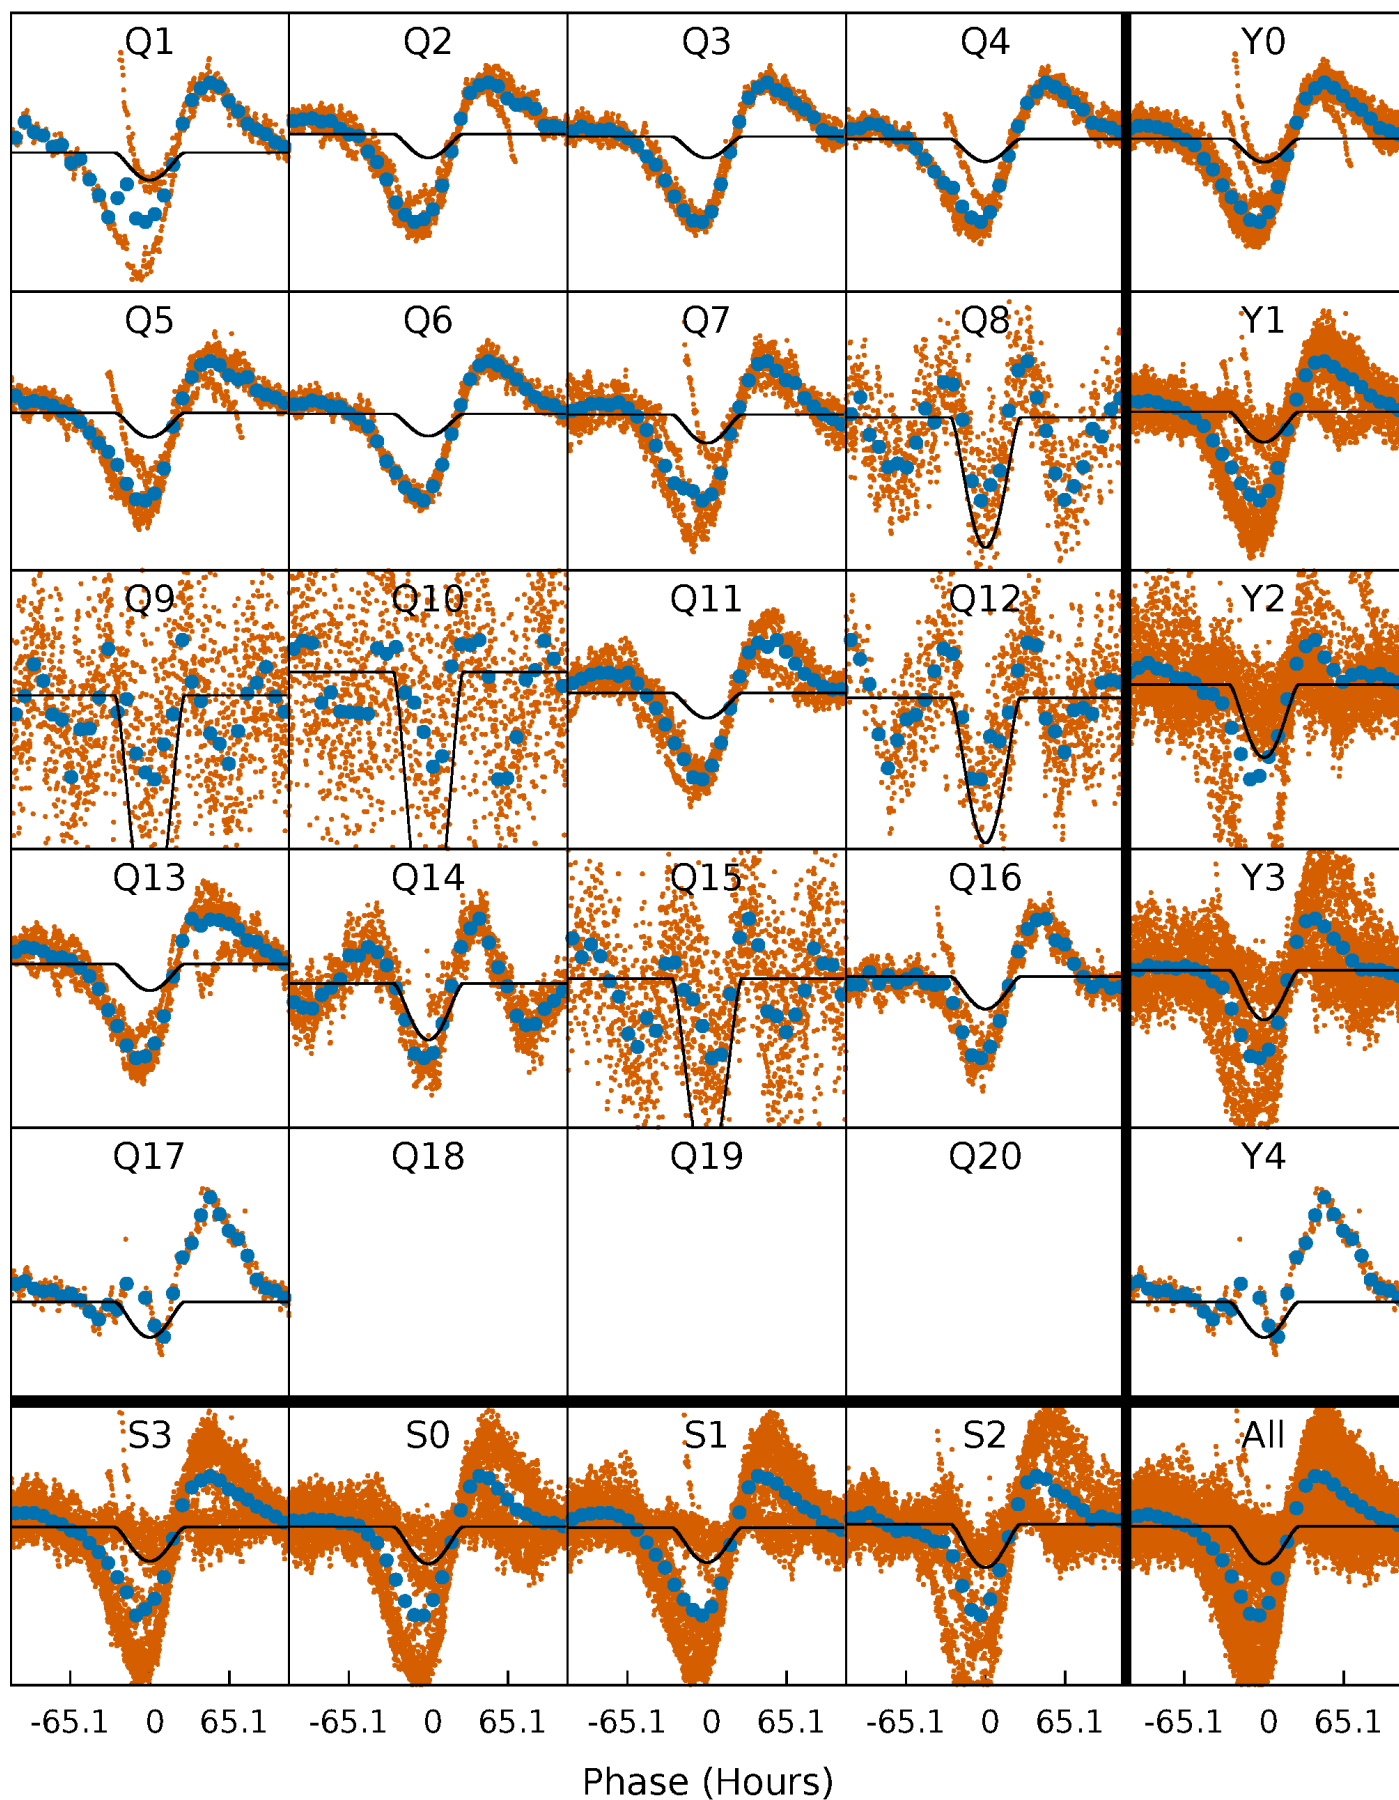 Q1 Q2 Q3 Q4 Y0
Q5 Q6 Q7 Q8 Y1
Q9 Q10 Q11 Q12 Y2
Q13 Q14 Q15 Q16 Y3
Q17 Q18 Q19 Q20 Y4
S3 S0 S1 S2 All
-65.1 0 65.1 -65.1 0 65.1 -65.1 0 65.1 -65.1 0 65.1 -65.1 0 65.1
Phase (Hours)